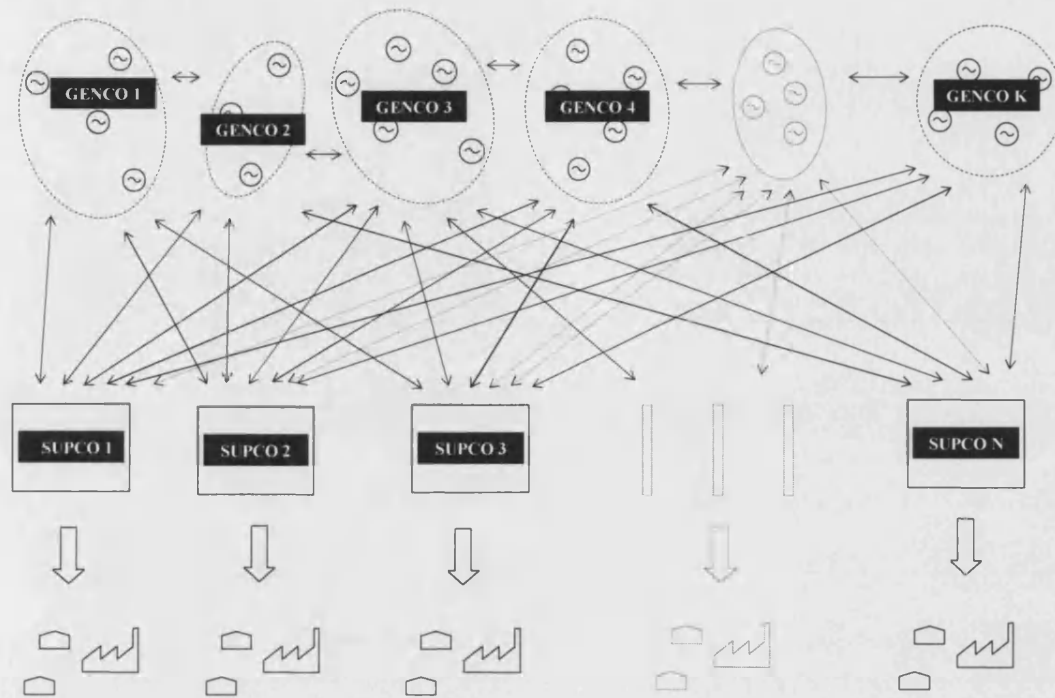 GENCO 1
GENCO 2
GENCO 3
GENCO 4
GENCO K
SUPCO 1
SUPCO 2
SUPCO 3
SUPCO N